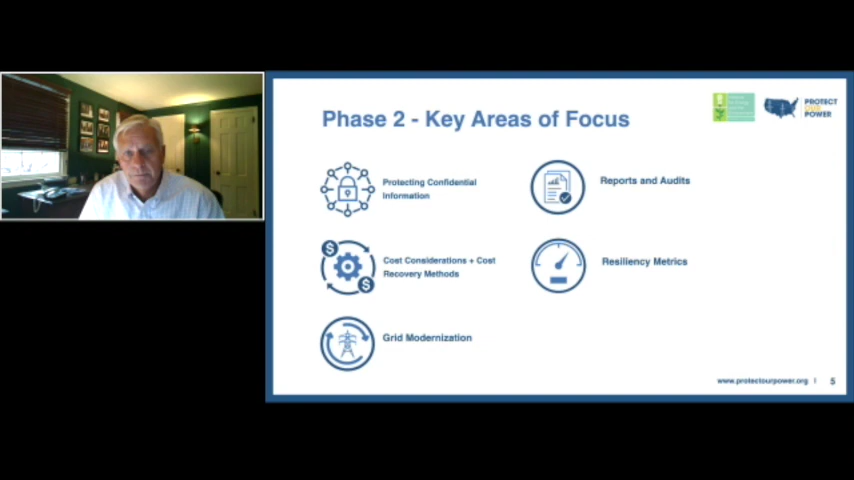 Phase 2 - Key Areas of Focus
PROTECT
OUR
POWER
Protecting Confidential
Information
Reports and Audits
$
Cost Considerations + Cost
Recovery Methods
$
Resiliency Metrics
Grid Modernization
www.protectourpower.org | 5